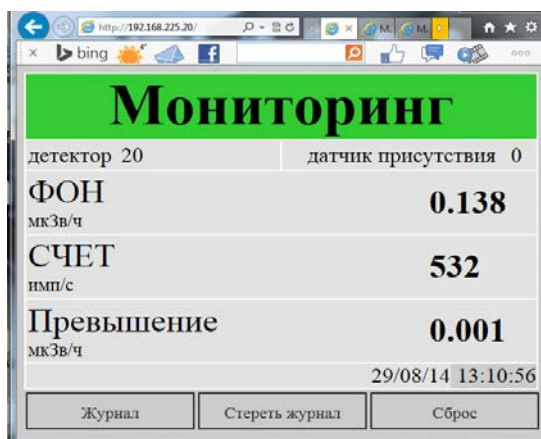 http://192.168.225.20/
M.
M.
bing
Мониторинг
детектор 20 датчик присутствия 0
ФОН 0.138
мкЗв/ч
СЧЕТ 532
имп/с
Превышение 0.001
мкЗв/ч
29/08/14 13:10:56
Журнал Стереть журнал Сброс